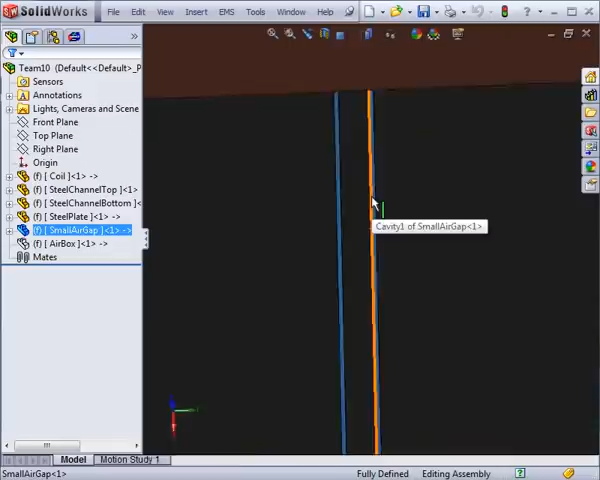 SolidWorks File Edit View Insert EMS Tools Window Help
Team10 (Default<<Default>_P
Sensors
Annotations
Lights, Cameras and Scene
Front Plane
Top Plane
Right Plane
Origin
(f) [ Coil ]<1> ->
(f) [ SteelChannelTop ]<1>
(f) [ SteelChannelBottom ]<
(f) [ SteelPlate ]<1> ->
(f) [ SmallAirGap ]<1> ->
(f) [ AirBox ]<1> ->
Mates
Cavity1 of SmallAirGap<1>
Model Motion Study 1
SmallAirGap<1> Fully Defined Editing Assembly